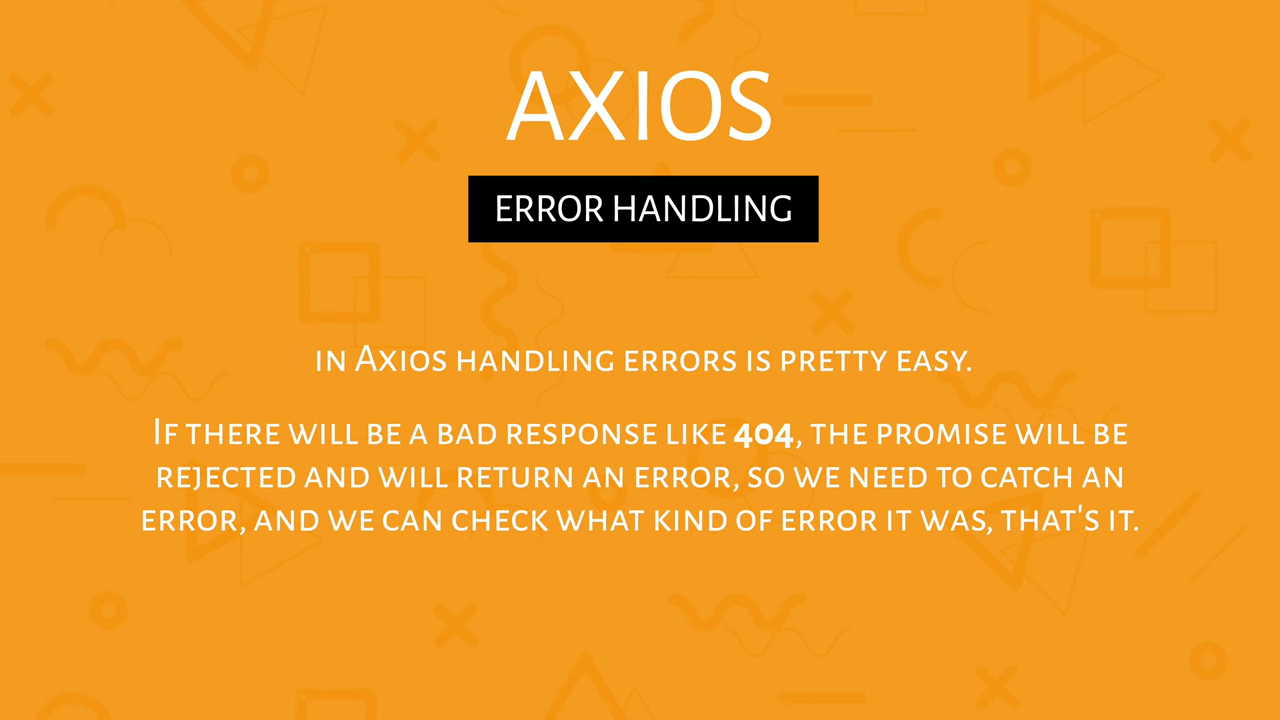 AXIOS
ERROR HANDLING
in Axios handling errors is pretty easy.
If there will be a bad response like 404, the promise will be
rejected and will return an error, so we need to catch an
error, and we can check what kind of error it was, that's it.